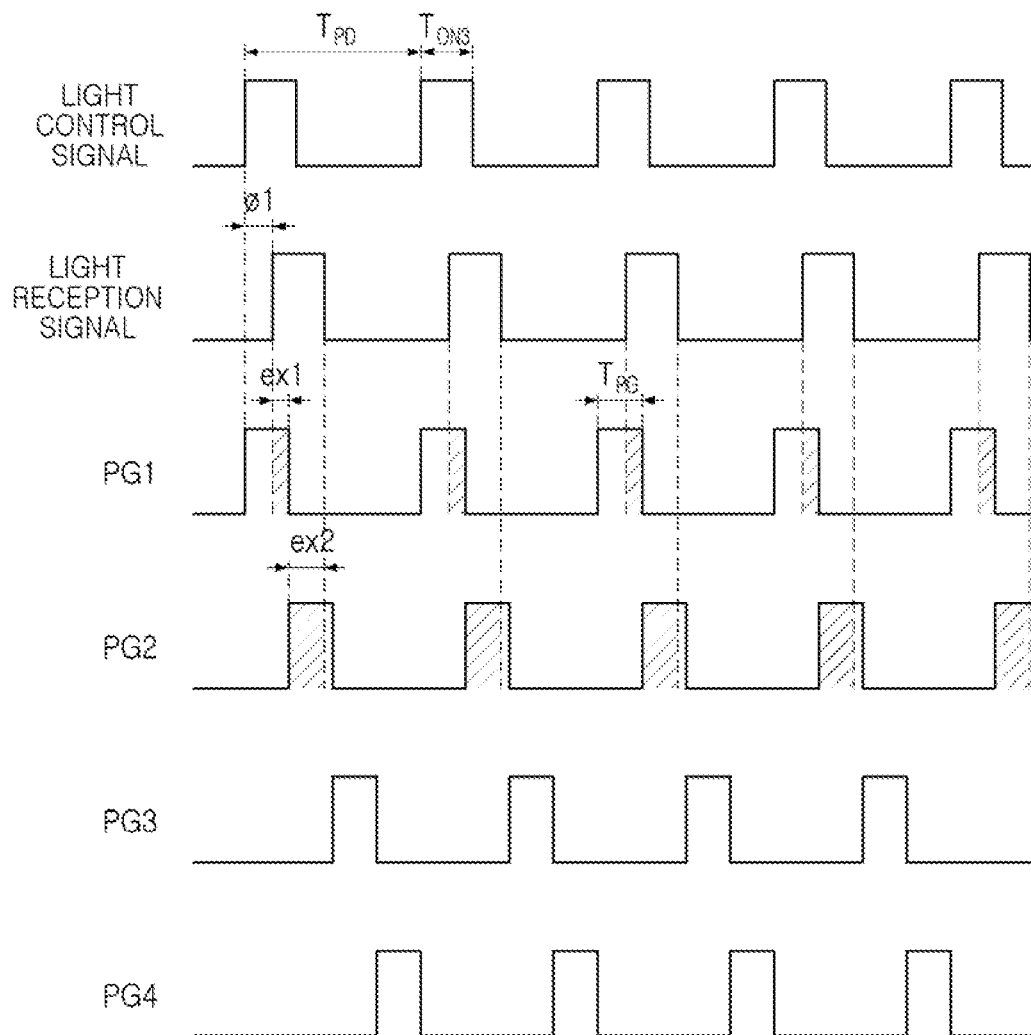 T_PD T_ON3
LIGHT
CONTROL
SIGNAL
ø1
LIGHT
RECEPTION
SIGNAL
ex1 T_PG
PG1
ex2
PG2
PG3
PG4